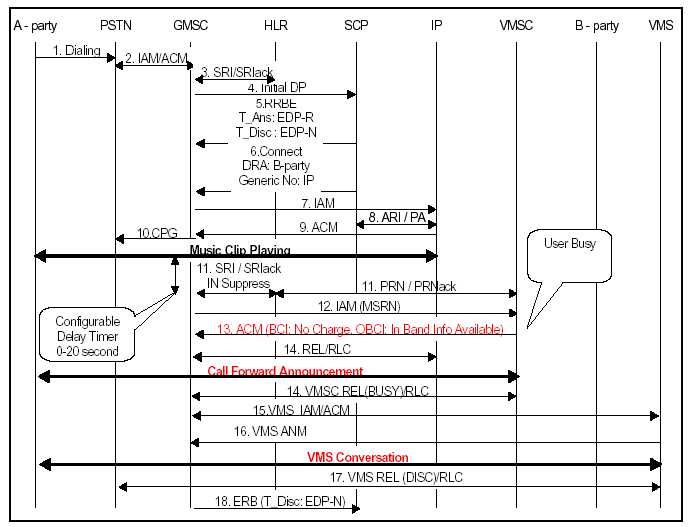 A - party PSTN GMSC HLR SCP IP VMSC B - party VMS
1. Dialing
2. IAM/ACM
3. SRI/SRIack
4. Initial DP
5.RRBE
T_Ans: EDP-R
T_Disc : EDP-N
6.Connect
DRA: B-party
Generic No: IP
7. IAM
8. ARI / PA
9. ACM
10.CPG
Music Clip Playing
User Busy
11. SRI / SRIack
IN Suppress
11. PRN / PRNack
12. IAM (MSRN)
Configurable
Delay Timer
0-20 second
13. ACM (BCI: No Charge, OBCI: In Band Info Available)
14. REL/RLC
Call Forward Announcement
14. VMSC REL(BUSY)/RLC
15.VMS IAM/ACM
16. VMS ANM
VMS Conversation
17. VMS REL (DISC)/RLC
18. ERB (T_Disc: EDP-N)